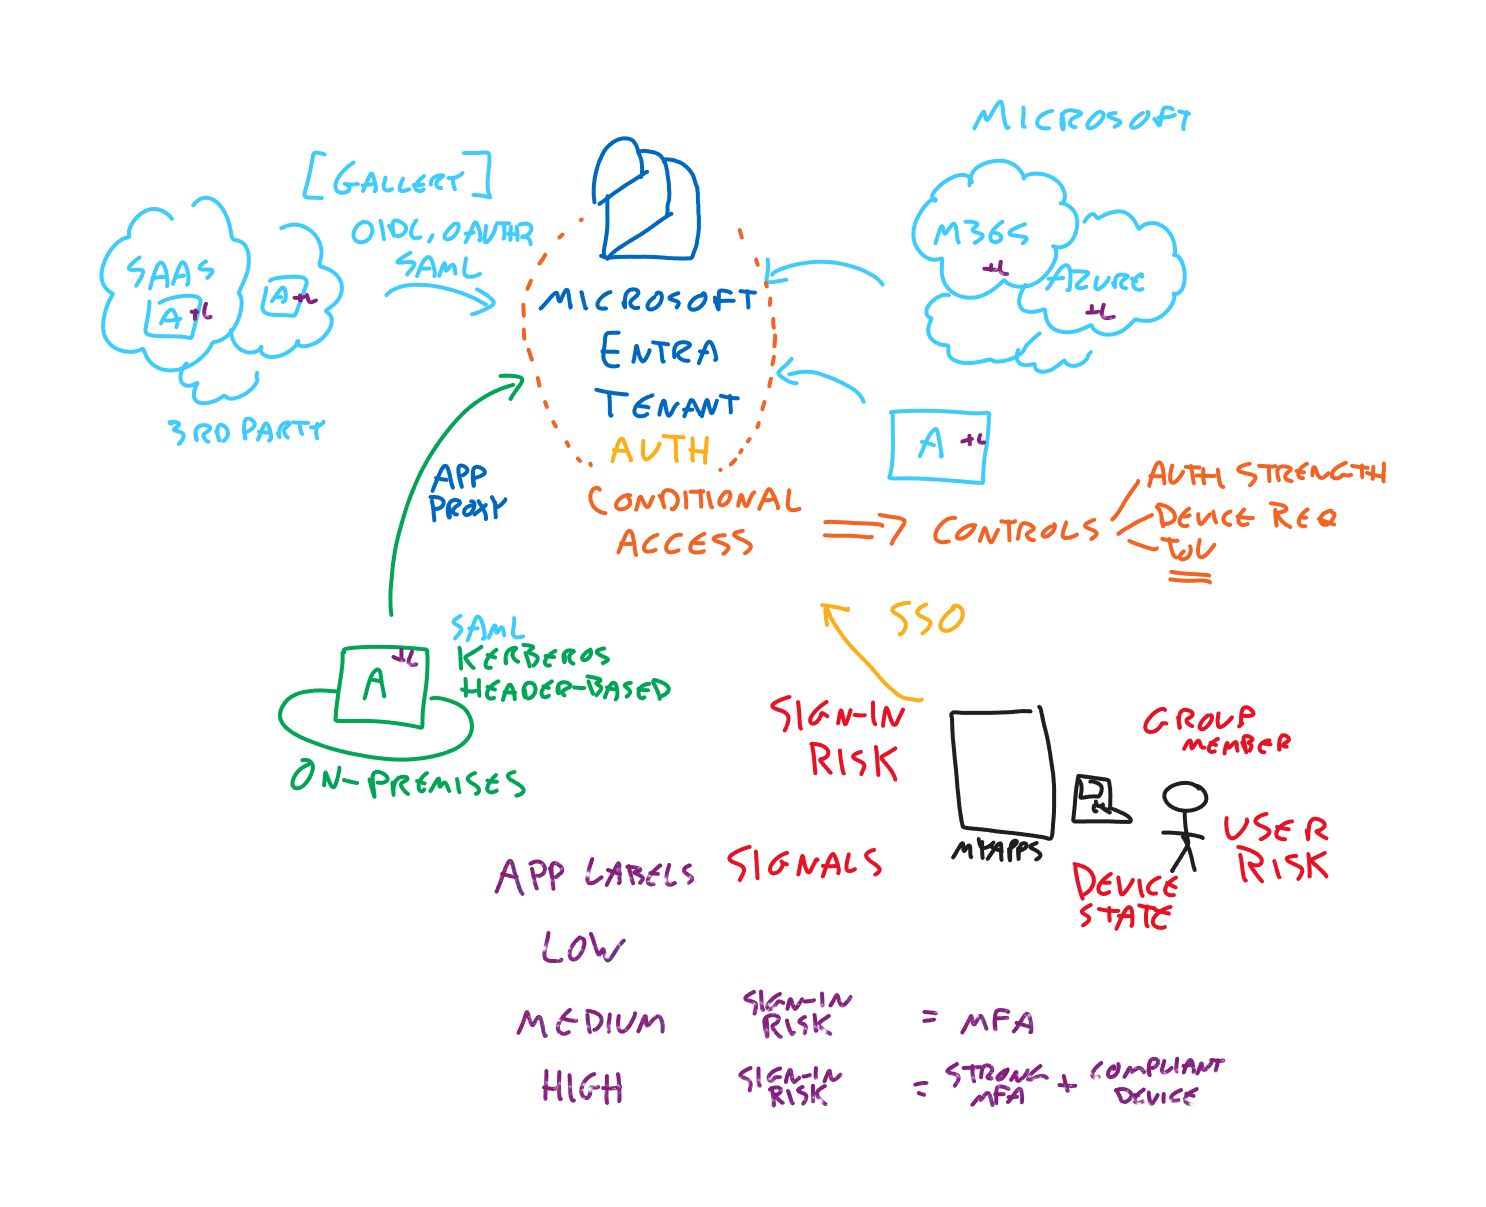 MICROSOFT
[GALLERY]
OIDC, OAUTH2
SAML
SAAS
A +L
A +L
3RD PARTY
MICROSOFT
ENTRA
TENANT
AUTH
CONDITIONAL
ACCESS
M365
+L
AZURE
+L
A +L
CONTROLS
AUTH STRENGTH
DEVICE REQ
TOU
APP
PROXY
SAML
KERBEROS
HEADER-BASED
A +L
ON-PREMISES
SSO
SIGN-IN
RISK
GROUP
MEMBER
MYAPPS
USER
RISK
DEVICE
STATE
APP LABELS
SIGNALS
LOW
MEDIUM
SIGN-IN
RISK
= MFA
HIGH
SIGN-IN
RISK
= STRONG
MFA
+ COMPLIANT
DEVICE